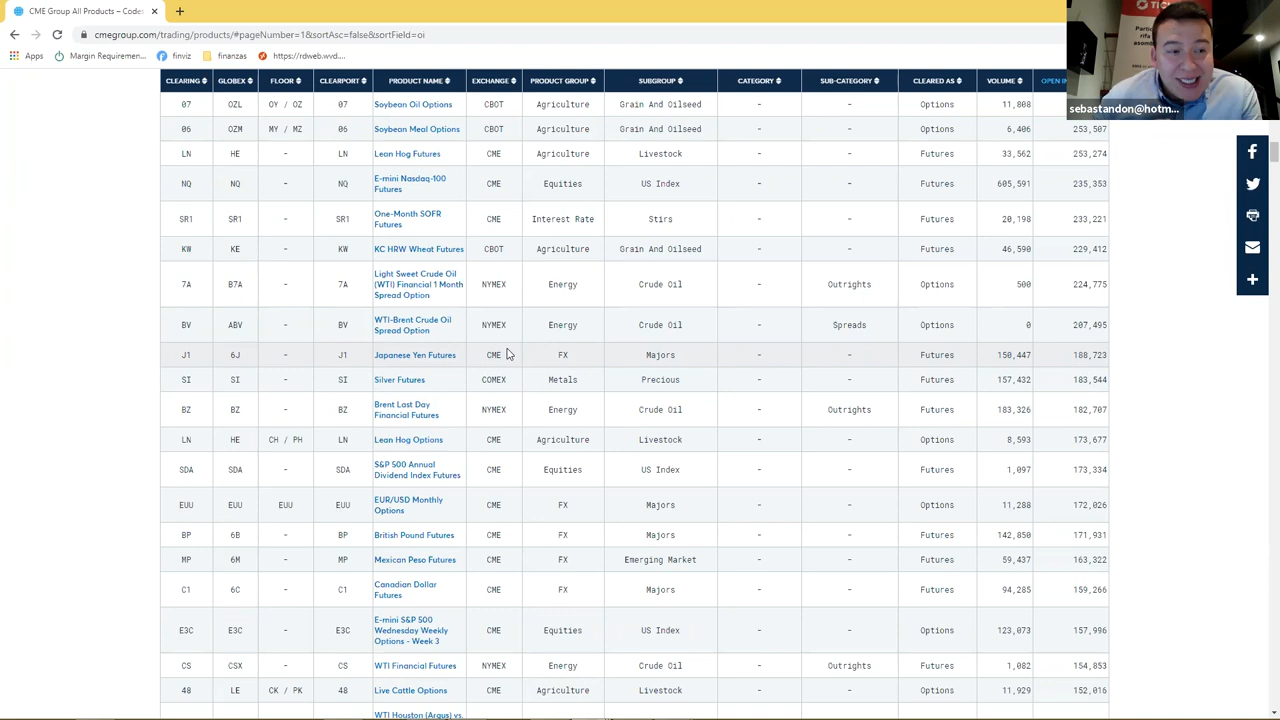 CME Group All Products – Code
cmegroup.com/trading/products/#pageNumber=1&sortAsc=false&sortField=oi
Apps Margin Requiremen... finviz finanzas https://rdweb.wvd....
sebastandon@hotm...
CLEARING GLOBEX FLOOR CLEARPORT PRODUCT NAME EXCHANGE PRODUCT GROUP SUBGROUP CATEGORY SUB-CATEGORY CLEARED AS VOLUME OPEN IN
07 OZL OY / OZ 07 Soybean Oil Options CBOT Agriculture Grain And Oilseed - - Options 11,808
06 OZM MY / MZ 06 Soybean Meal Options CBOT Agriculture Grain And Oilseed - - Options 6,406 253,507
LN HE - LN Lean Hog Futures CME Agriculture Livestock - - Futures 33,562 253,274
NQ NQ - NQ E-mini Nasdaq-100
Futures CME Equities US Index - - Futures 605,591 235,353
SR1 SR1 - SR1 One-Month SOFR
Futures CME Interest Rate Stirs - - Futures 20,198 233,221
KW KE - KW KC HRW Wheat Futures CBOT Agriculture Grain And Oilseed - - Futures 46,590 229,412
7A B7A - 7A Light Sweet Crude Oil
(WTI) Financial 1 Month
Spread Option NYMEX Energy Crude Oil - Outrights Options 500 224,775
BV ABV - BV WTI-Brent Crude Oil
Spread Option NYMEX Energy Crude Oil - Spreads Options 0 207,495
J1 6J - J1 Japanese Yen Futures CME FX Majors - - Futures 150,447 188,723
SI SI - SI Silver Futures COMEX Metals Precious - - Futures 157,432 183,544
BZ BZ - BZ Brent Last Day
Financial Futures NYMEX Energy Crude Oil - Outrights Futures 183,326 182,707
LN HE CH / PH LN Lean Hog Options CME Agriculture Livestock - - Options 8,593 173,677
SDA SDA - SDA S&P 500 Annual
Dividend Index Futures CME Equities US Index - - Futures 1,097 173,334
EUU EUU EUU EUU EUR/USD Monthly
Options CME FX Majors - - Options 11,288 172,026
BP 6B - BP British Pound Futures CME FX Majors - - Futures 142,850 171,931
MP 6M - MP Mexican Peso Futures CME FX Emerging Market - - Futures 59,437 163,322
C1 6C - C1 Canadian Dollar
Futures CME FX Majors - - Futures 94,285 159,266
E3C E3C - E3C E-mini S&P 500
Wednesday Weekly
Options - Week 3 CME Equities US Index - - Options 123,073 157,996
CS CSX - CS WTI Financial Futures NYMEX Energy Crude Oil - Outrights Futures 1,082 154,853
48 LE CK / PK 48 Live Cattle Options CME Agriculture Livestock - - Options 11,929 152,016
WTI Houston (Argus) vs.